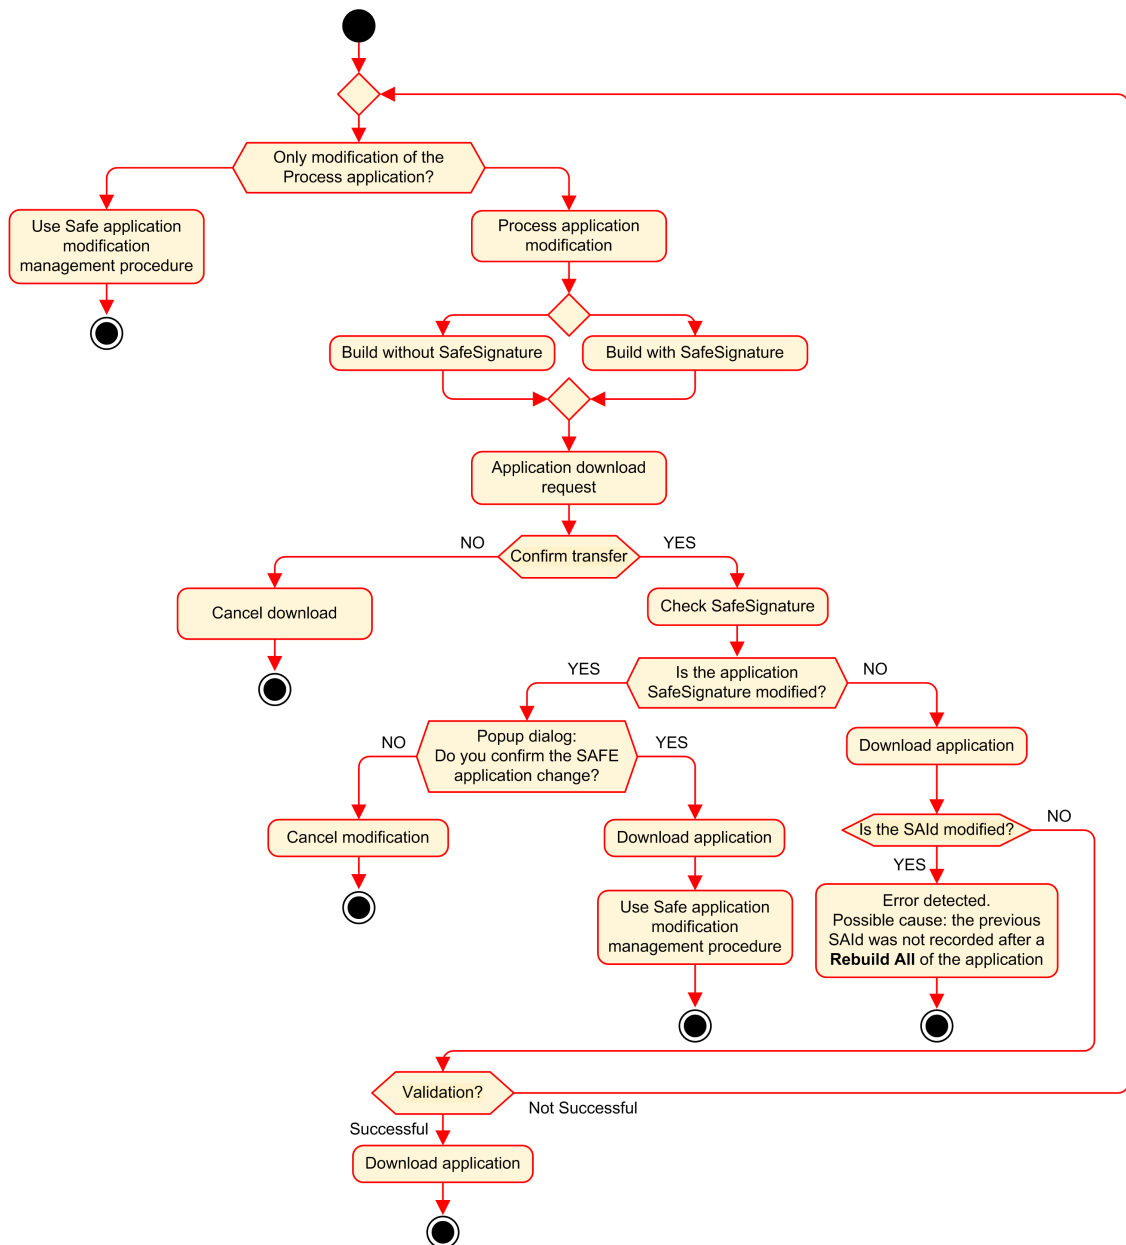 Only modification of the
Process application?
Use Safe application
modification
management procedure
Process application
modification
Build without SafeSignature
Build with SafeSignature
Application download
request
NO
Confirm transfer
YES
Cancel download
Check SafeSignature
YES
Is the application
SafeSignature modified?
NO
NO
Popup dialog:
Do you confirm the SAFE
application change?
YES
Download application
Cancel modification
Download application
Is the SAId modified?
NO
YES
Use Safe application
modification
management procedure
Error detected.
Possible cause: the previous
SAId was not recorded after a
Rebuild All of the application
Validation?
Not Successful
Successful
Download application